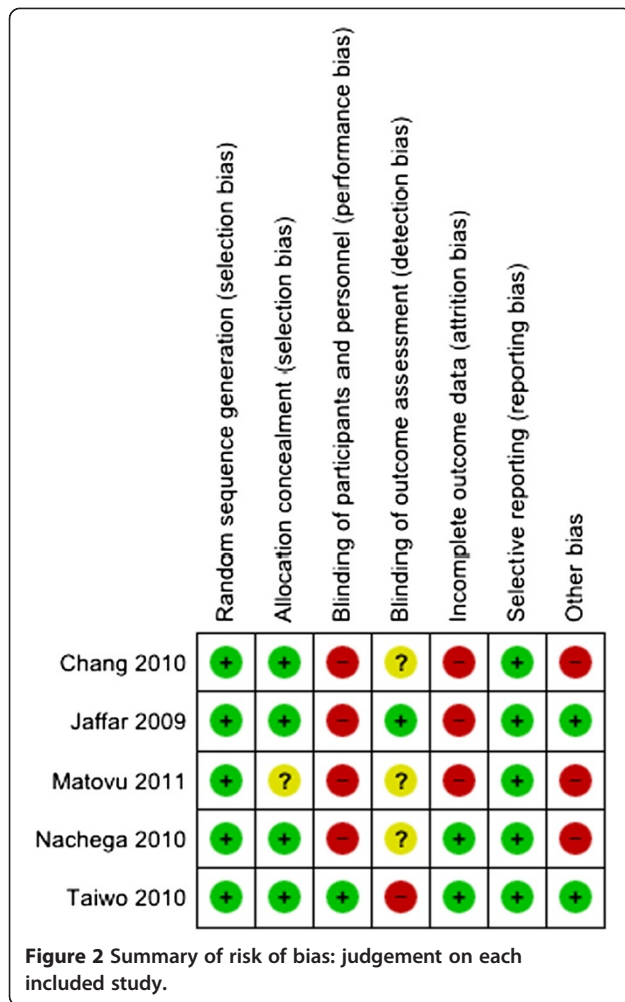 Random sequence generation (selection bias)
Allocation concealment (selection bias)
Blinding of participants and personnel (performance bias)
Blinding of outcome assessment (detection bias)
Incomplete outcome data (attrition bias)
Selective reporting (reporting bias)
Other bias
Chang 2010 + + - ? - + -
Jaffar 2009 + + - + - + +
Matovu 2011 + ? - ? - + -
Nachega 2010 + + - ? + + -
Taiwo 2010 + + + - + + +
Figure 2 Summary of risk of bias: judgement on each
included study.